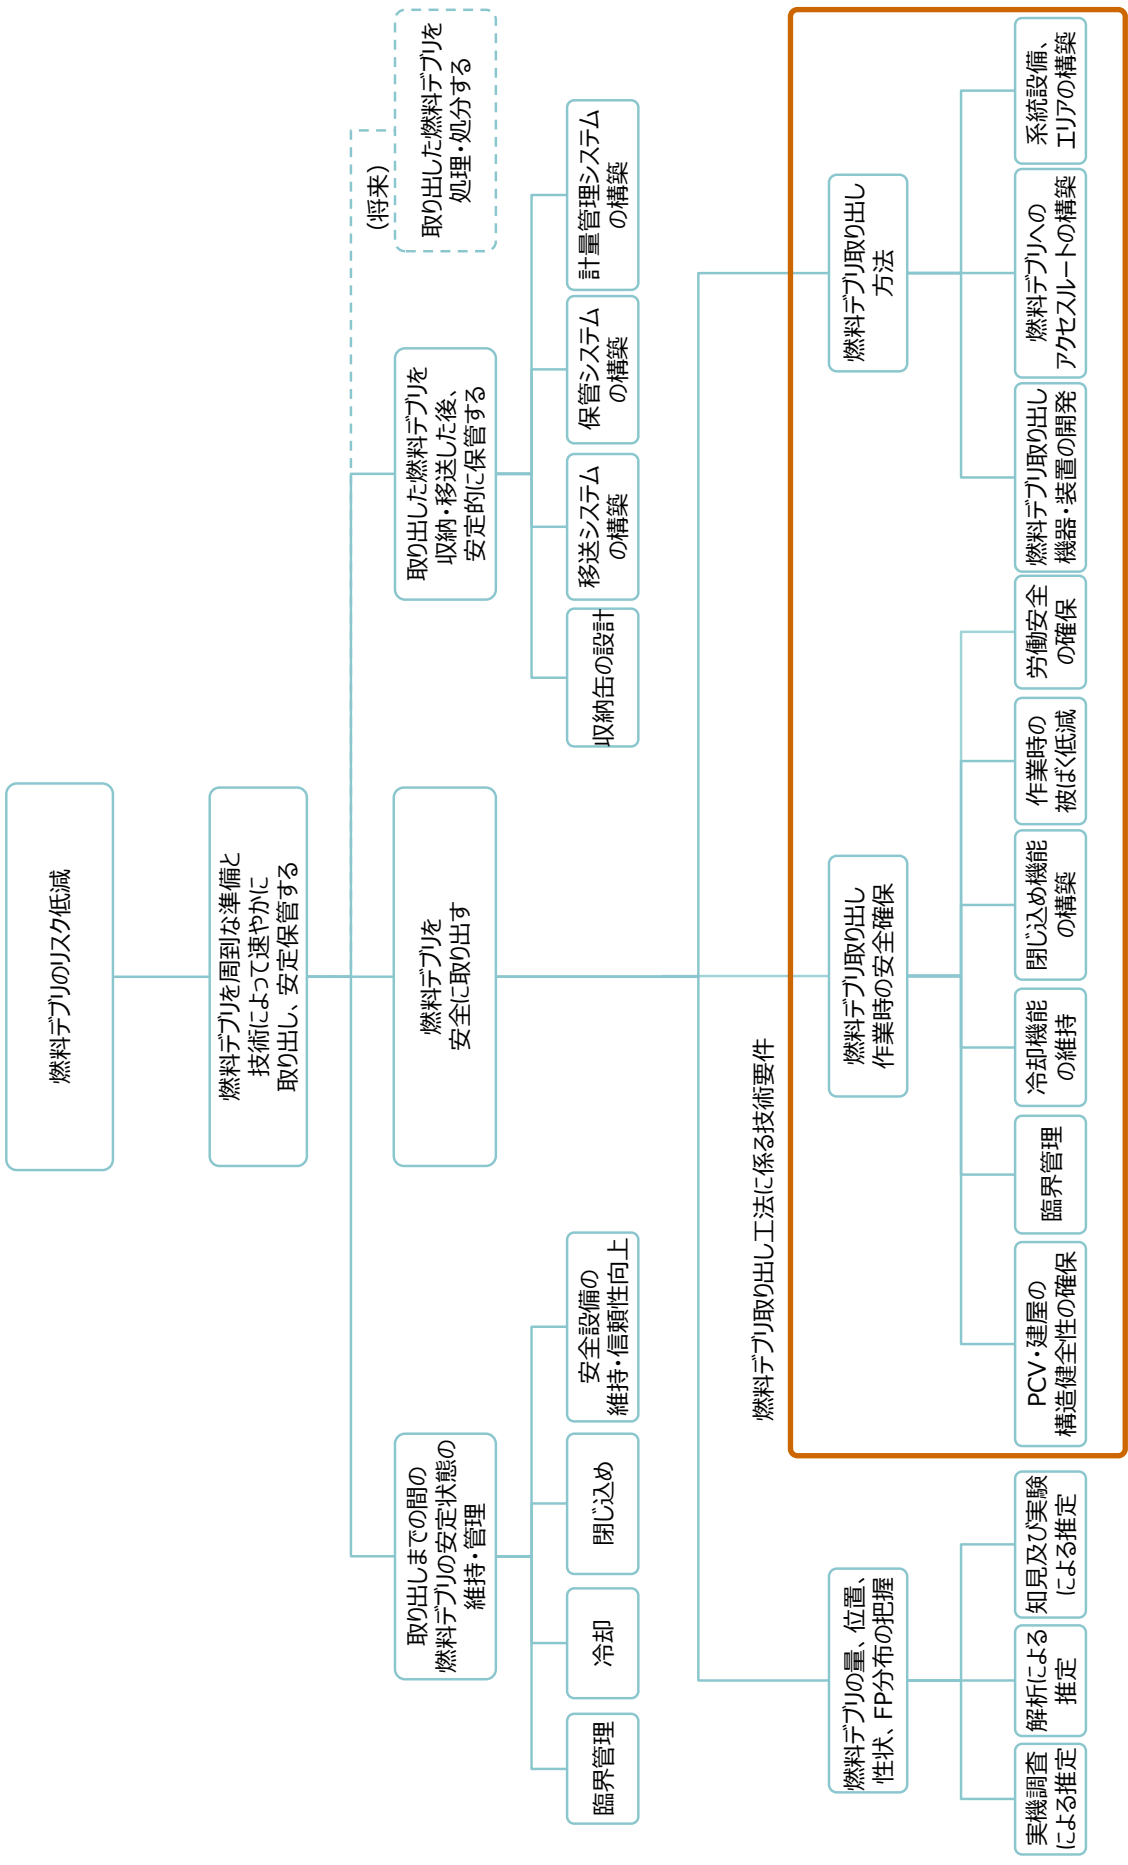 燃料デブリのリスク低減
燃料デブリを周到な準備と
技術によって速やかに
取り出し、安定保管する
取り出しまでの間の
燃料デブリの安定状態の
維持・管理
燃料デブリを
安全に取り出す
取り出した燃料デブリを
収納・移送した後、
安定的に保管する
(将来)
取り出した燃料デブリを
処理・処分する
臨界管理
冷却
閉じ込め
安全設備の
維持・信頼性向上
収納缶の設計
移送システム
の構築
保管システム
の構築
計量管理システム
の構築
燃料デブリ取り出し工法に係る技術要件
燃料デブリの量、位置、
性状、FP分布の把握
燃料デブリ取り出し
作業時の安全確保
燃料デブリ取り出し
方法
実機調査
による推定
解析による
推定
知見及び実験
による推定
PCV・建屋の
構造健全性の確保
臨界管理
冷却機能
の維持
閉じ込め機能
の構築
作業時の
被ばく低減
労働安全
の確保
燃料デブリ取り出し
機器・装置の開発
燃料デブリへの
アクセスルートの構築
系統設備、
エリアの構築